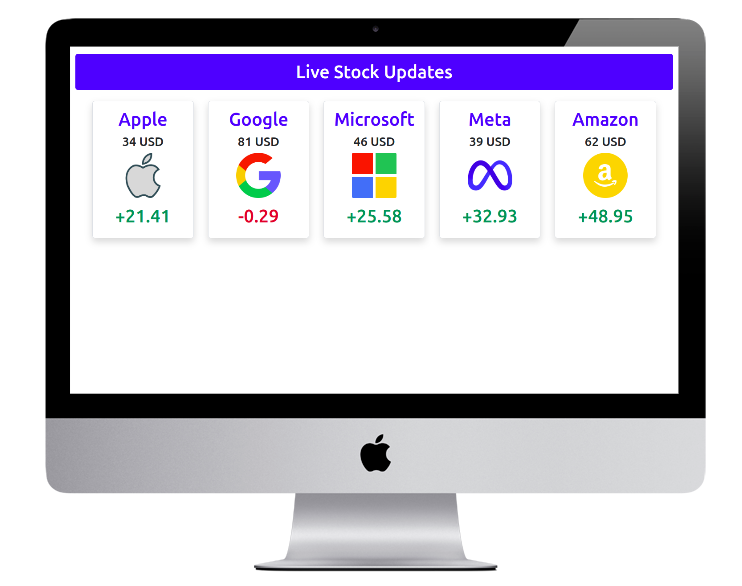 Live Stock Updates
Apple
34 USD
+21.41
Google
81 USD
-0.29
Microsoft
46 USD
+25.58
Meta
39 USD
+32.93
Amazon
62 USD
+48.95